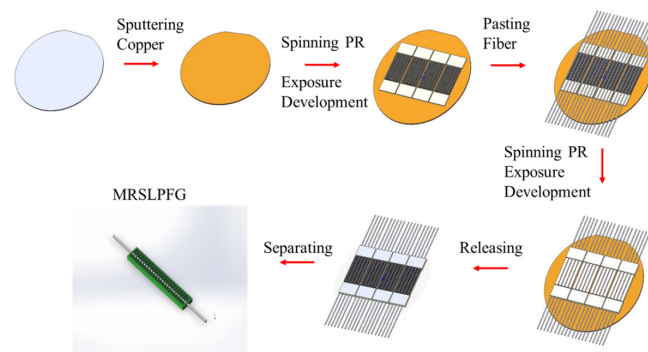 Sputtering
Copper
Spinning PR
Exposure
Development
Pasting
Fiber
Spinning PR
Exposure
Development
Releasing
Separating
MRSLPFG